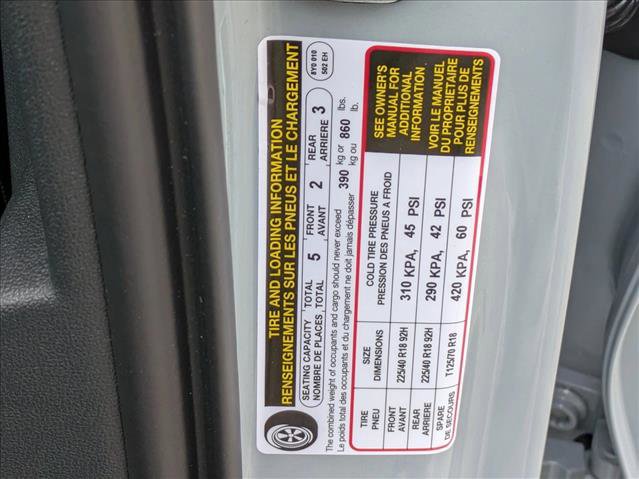 TIRE AND LOADING INFORMATION
RENSEIGNEMENTS SUR LES PNEUS ET LE CHARGEMENT
8Y0 010
502 EH
SEATING CAPACITY TOTAL 5 FRONT 2 REAR 3
NOMBRE DE PLACES TOTAL AVANT ARRIERE
The combined weight of occupants and cargo should never exceed 390 kg or 860 lbs.
Le poids total des occupants et du chargement ne doit jamais dépasser kg ou lb.
TIRE SIZE COLD TIRE PRESSURE
PNEU DIMENSIONS PRESSION DES PNEUS A FROID
FRONT 225/40 R18 92H 310 KPA, 45 PSI
AVANT
REAR 225/40 R18 92H 290 KPA, 42 PSI
ARRIERE
SPARE T125/70 R18 420 KPA, 60 PSI
DE SECOURS
SEE OWNER'S
MANUAL FOR
ADDITIONAL
INFORMATION
VOIR LE MANUEL
DU PROPRIETAIRE
POUR PLUS DE
RENSEIGNEMENTS